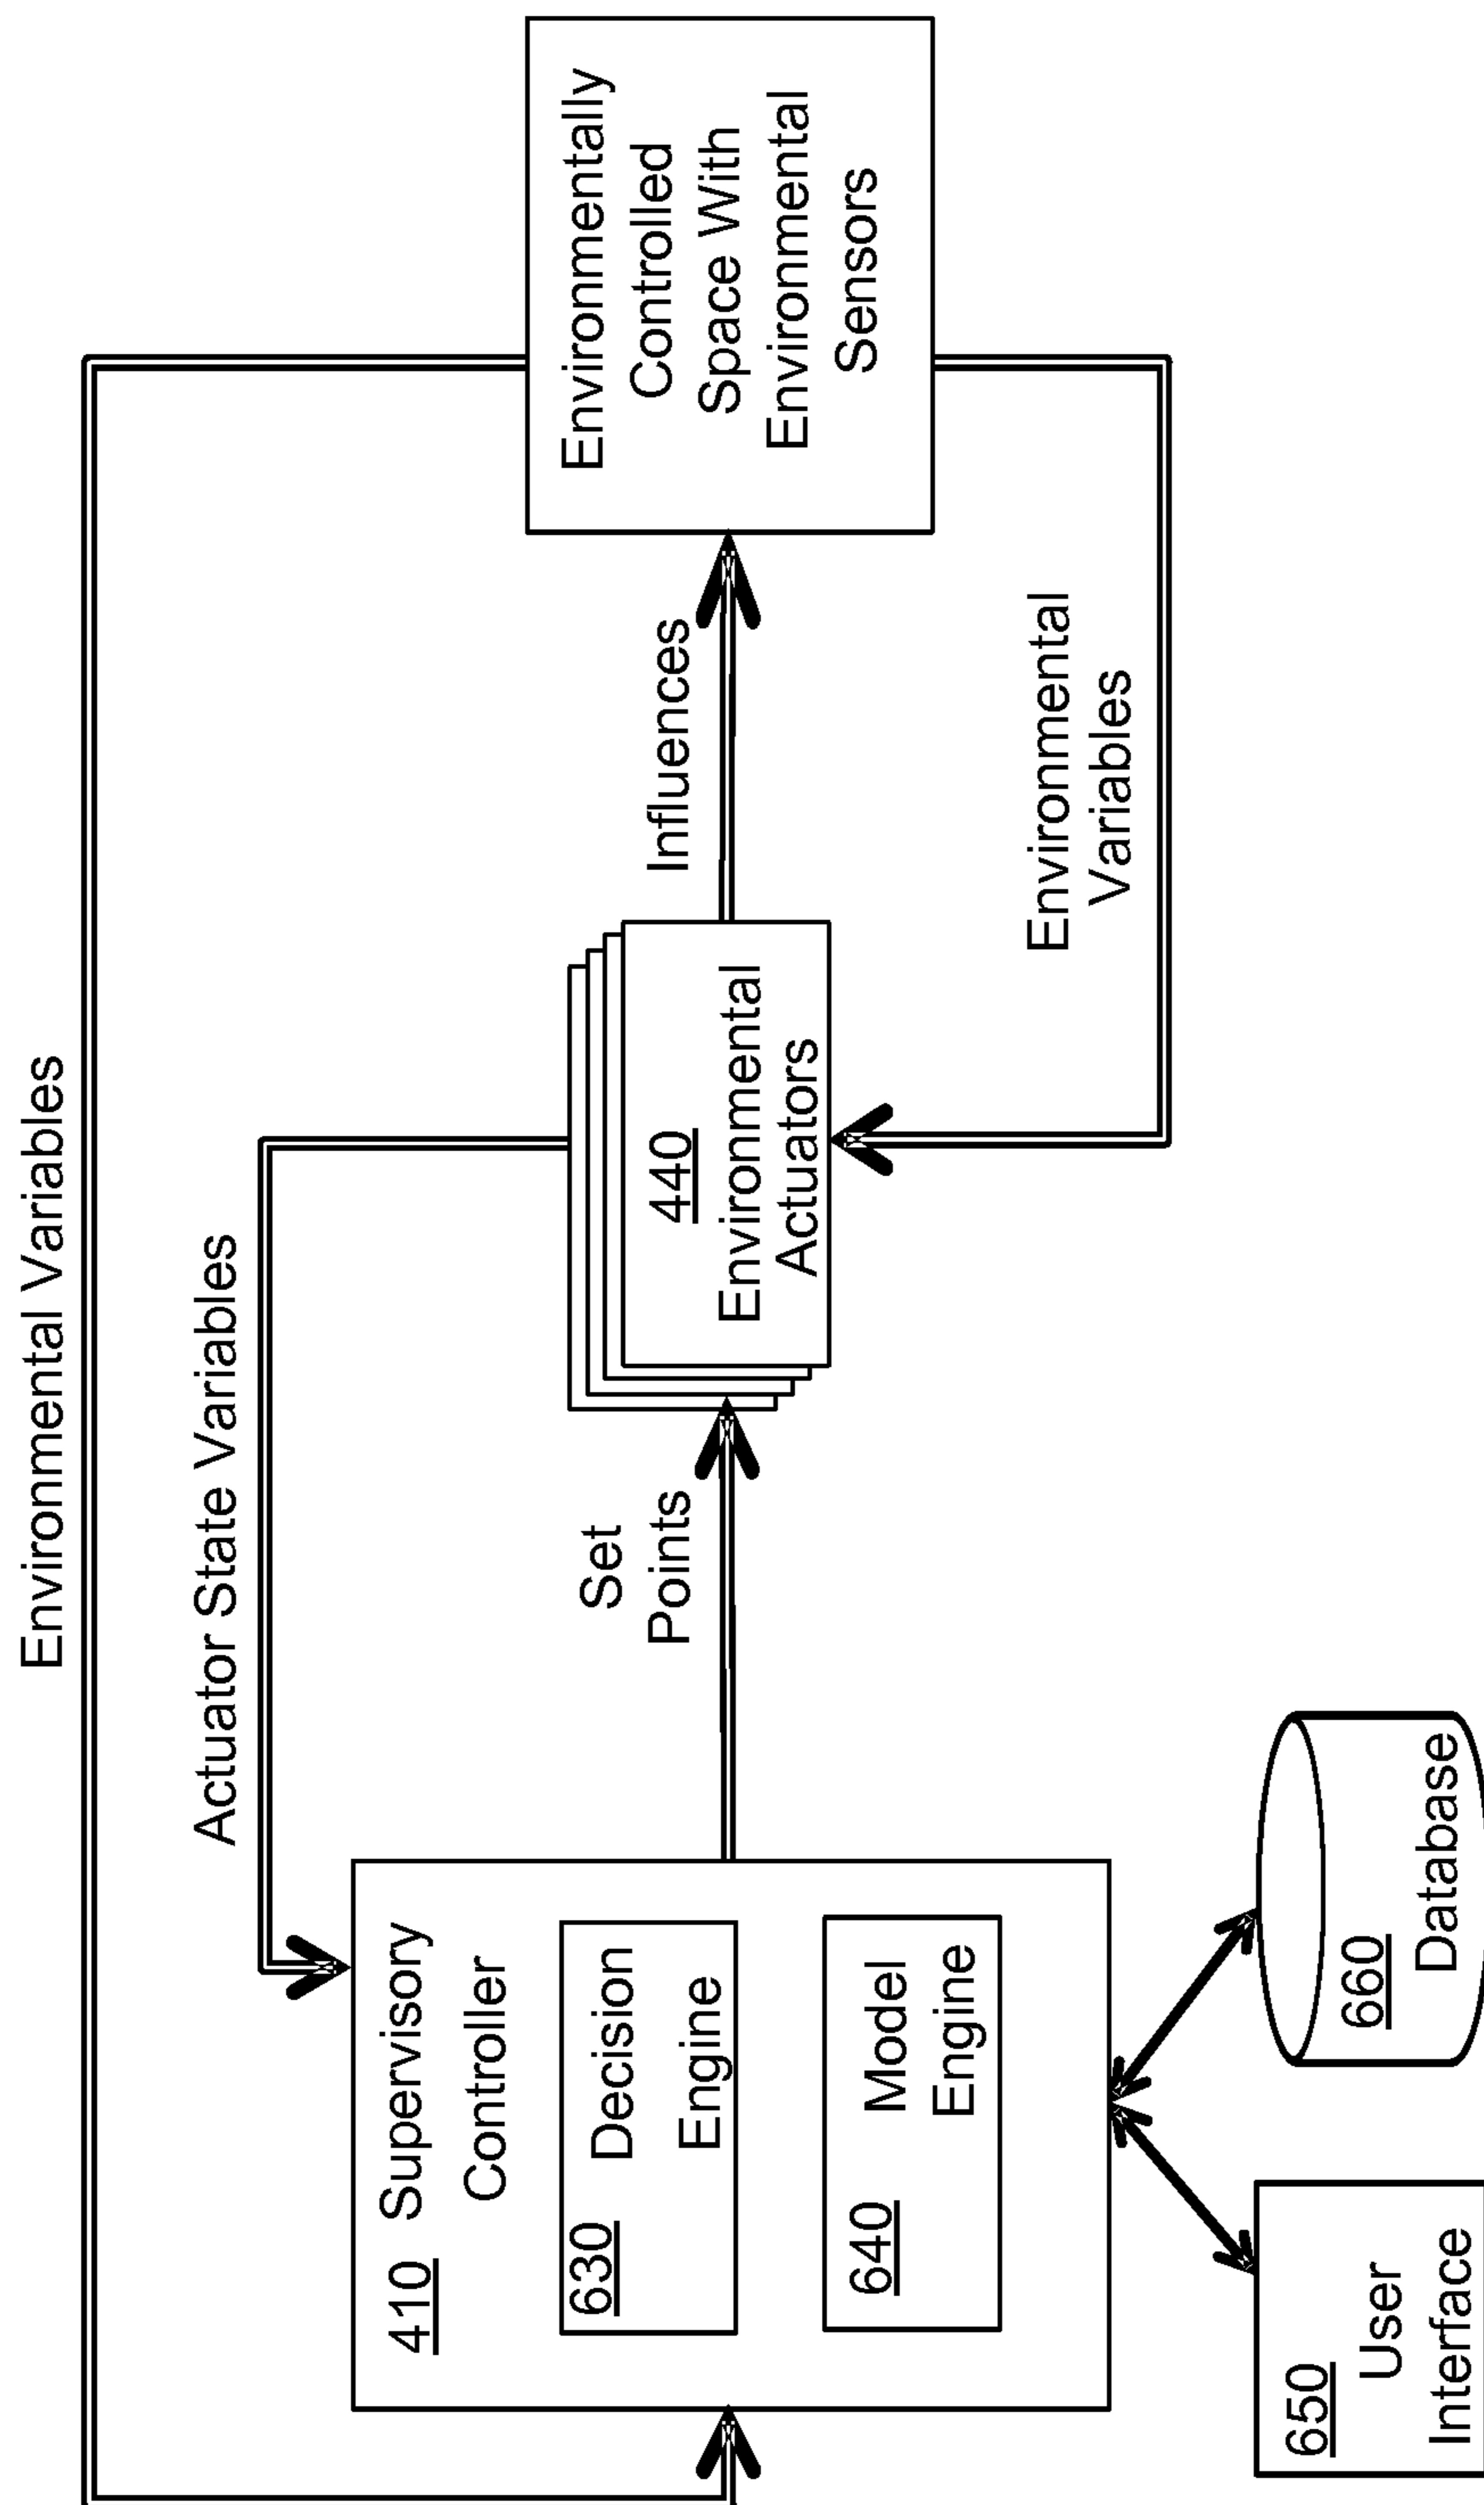 Environmental Variables
Actuator State Variables
410 Supervisory
Controller
630 Decision
Engine
640 Model
Engine
Set
Points
440
Environmental
Actuators
Influences
Environmentally
Controlled
Space With
Environmental
Sensors
Environmental
Variables
650
User
Interface
660
Database